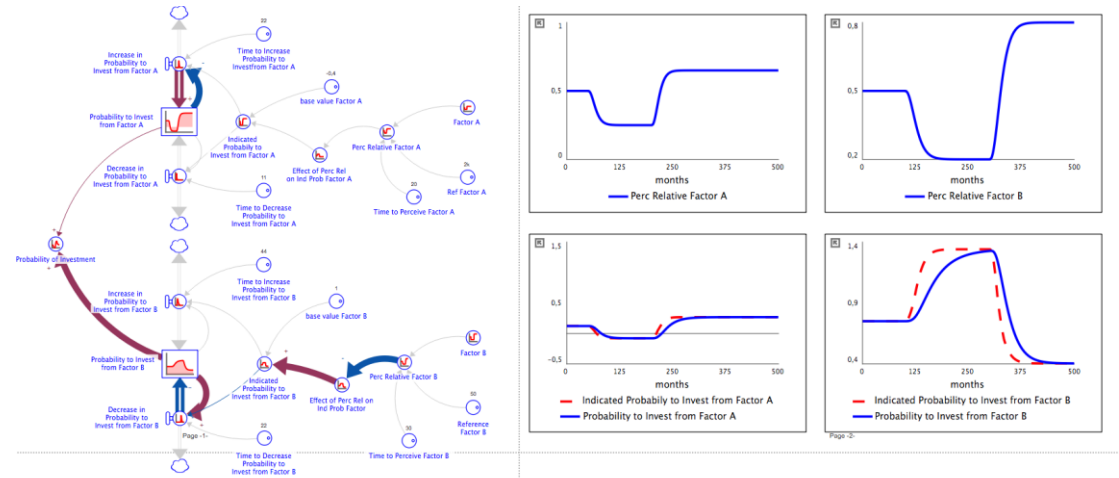 22
Increase in
Probability to
Invest from Factor A
-
Time to Increase
Probability to
Investfrom Factor A
-0,4
+
base value Factor A
Factor A
Probability to Invest
from Factor A
Indicated
Probabily to
Invest from Factor A
Perc Relative Factor A
Effect of Perc Rel
on Ind Prob Factor A
2k
Ref Factor A
Decrease in
Probability to
Invest from Factor A
11
20
Time to Perceive Factor A
Time to Decrease
Probability to
Invest from Factor A
+
Probability of Investment
+
44
Time to Increase
Probability to
Invest from Factor B
Increase in
Probability to
Invest from Factor B
1
base value Factor B
Factor B
Probability to Invest
from Factor B
+
-
Perc Relative Factor B
Indicated
Probability to
Invest from Factor B
-
+
Effect of Perc Rel on
Ind Prob Factor
50
Reference
Factor B
Decrease in
Probability to
Invest from Factor B
+
Page -1-
22
Time to Decrease
Probability to
Invest from Factor B
Time to Perceive Factor B
1
0,5
0
125
250
375
500
months
Perc Relative Factor A
0,8
0,5
0,2
125
250
375
500
months
Perc Relative Factor B
1,5
0,5
-0,5
125
250
375
500
months
Indicated Probabily to Invest from Factor A
Probability to Invest from Factor A
1,4
0,9
0,4
125
250
375
500
months
Indicated Probability to Invest from Factor B
Probability to Invest from Factor B
Page -2-